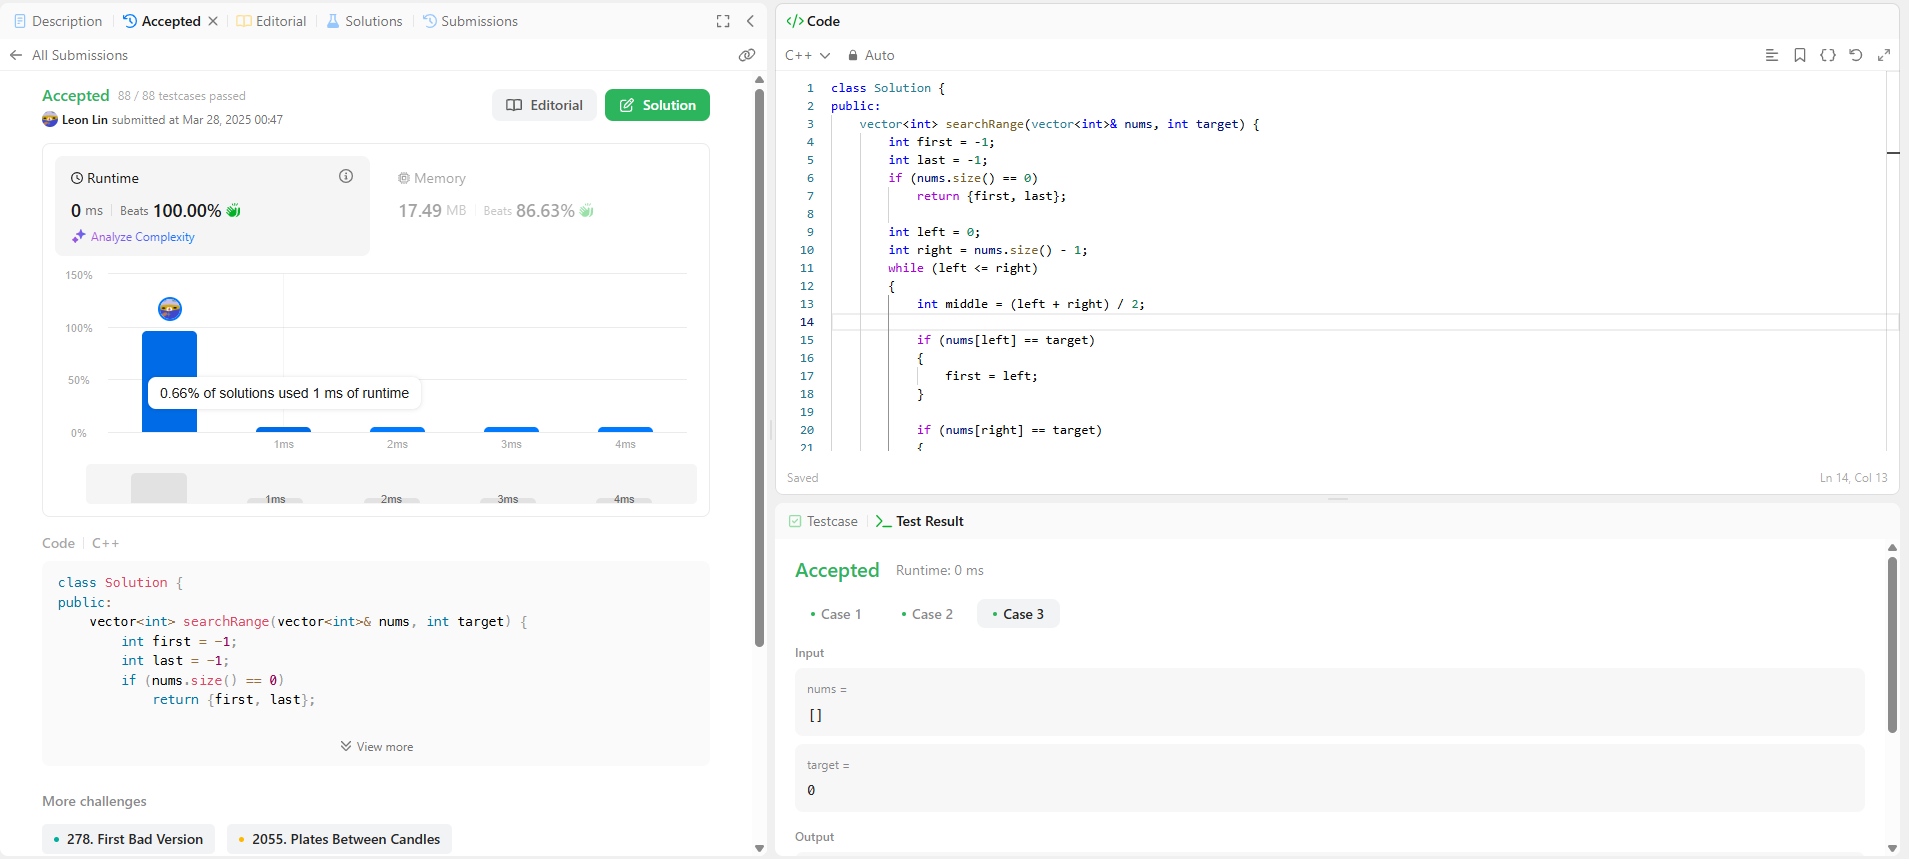 Description
Accepted
Editorial
Solutions
Submissions
All Submissions
Accepted 88 / 88 testcases passed
Leon Lin submitted at Mar 28, 2025 00:47
Editorial
Solution
Runtime
0 ms Beats 100.00%
Analyze Complexity
Memory
17.49 MB Beats 86.63%
150%
100%
50%
0%
0.66% of solutions used 1 ms of runtime
1ms 2ms 3ms 4ms
1ms 2ms 3ms 4ms
Code C++
class Solution {
public:
    vector<int> searchRange(vector<int>& nums, int target) {
        int first = -1;
        int last = -1;
        if (nums.size() == 0)
            return {first, last};
View more
More challenges
278. First Bad Version
2055. Plates Between Candles
</> Code
C++ Auto
1 class Solution {
2 public:
3     vector<int> searchRange(vector<int>& nums, int target) {
4         int first = -1;
5         int last = -1;
6         if (nums.size() == 0)
7             return {first, last};
8
9         int left = 0;
10         int right = nums.size() - 1;
11         while (left <= right)
12         {
13             int middle = (left + right) / 2;
14
15             if (nums[left] == target)
16             {
17                 first = left;
18             }
19
20             if (nums[right] == target)
21             {
Saved
Ln 14, Col 13
Testcase
Test Result
Accepted Runtime: 0 ms
Case 1
Case 2
Case 3
Input
nums =
[]
target =
0
Output